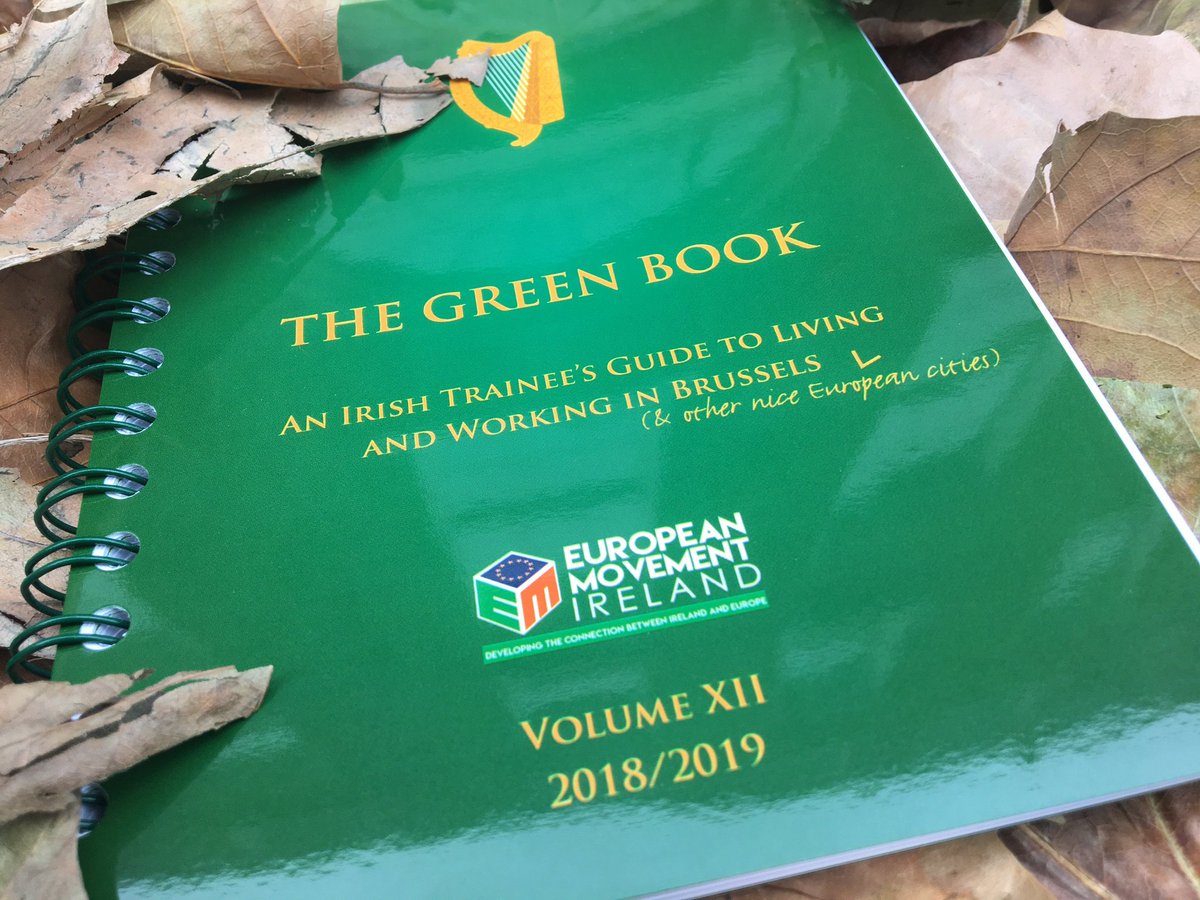 THE GREEN BOOK
AN IRISH TRAINEE'S GUIDE TO LIVING
AND WORKING IN BRUSSELS
(& other nice European cities)
EM
EUROPEAN
MOVEMENT
IRELAND
DEVELOPING THE CONNECTION BETWEEN IRELAND AND EUROPE
VOLUME XII
2018/2019